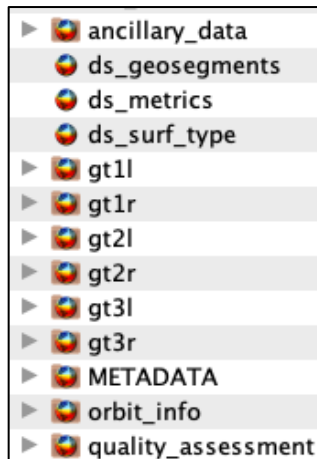 ancillary_data
ds_geosegments
ds_metrics
ds_surf_type
gt1l
gt1r
gt2l
gt2r
gt3l
gt3r
METADATA
orbit_info
quality_assessment